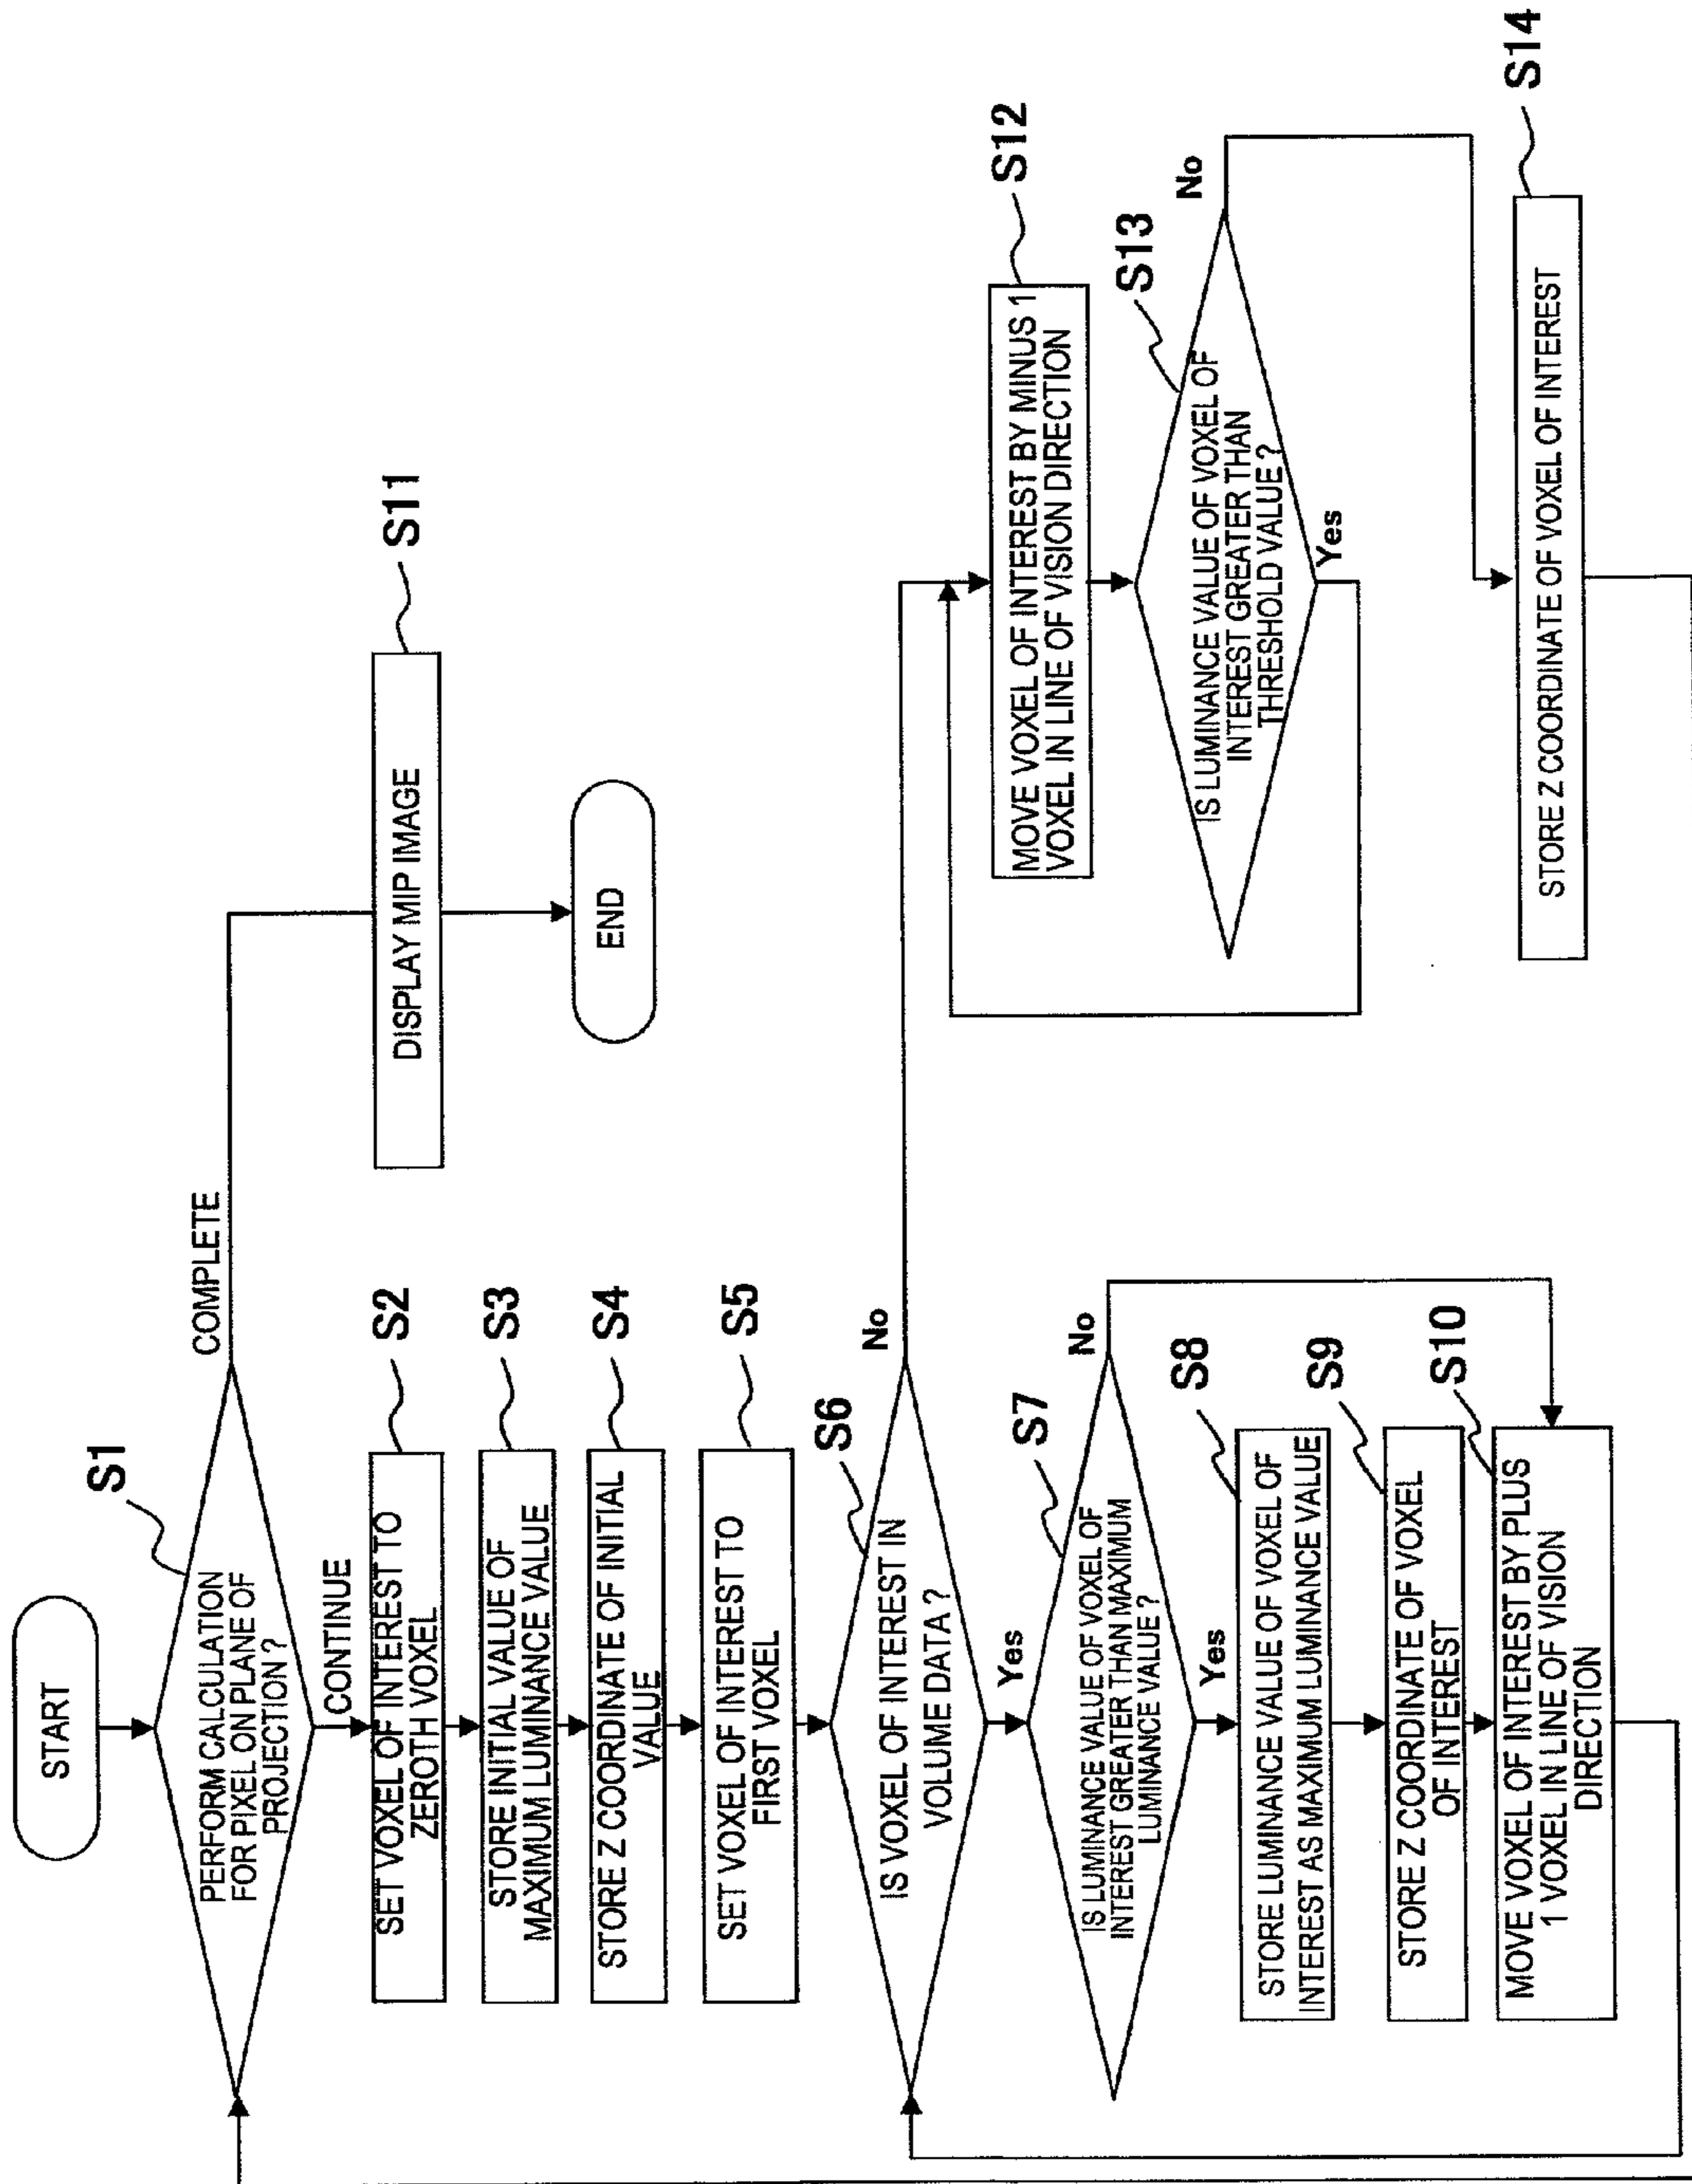 START
S1
PERFORM CALCULATION
FOR PIXEL ON PLANE OF
PROJECTION ?
COMPLETE
CONTINUE
S2
SET VOXEL OF INTEREST TO
ZEROTH VOXEL
S3
STORE INITIAL VALUE OF
MAXIMUM LUMINANCE VALUE
S4
STORE Z COORDINATE OF INITIAL
VALUE
S5
SET VOXEL OF INTEREST TO
FIRST VOXEL
S6
IS VOXEL OF INTEREST IN
VOLUME DATA ?
No
Yes
S7
IS LUMINANCE VALUE OF VOXEL OF
INTEREST GREATER THAN MAXIMUM
LUMINANCE VALUE ?
No
Yes
S8
STORE LUMINANCE VALUE OF VOXEL OF
INTEREST AS MAXIMUM LUMINANCE VALUE
S9
STORE Z COORDINATE OF VOXEL
OF INTEREST
S10
MOVE VOXEL OF INTEREST BY PLUS
1 VOXEL IN LINE OF VISION
DIRECTION
S11
DISPLAY MIP IMAGE
END
S12
MOVE VOXEL OF INTEREST BY MINUS 1
VOXEL IN LINE OF VISION DIRECTION
S13
IS LUMINANCE VALUE OF VOXEL OF
INTEREST GREATER THAN
THRESHOLD VALUE ?
No
Yes
S14
STORE Z COORDINATE OF VOXEL OF INTEREST